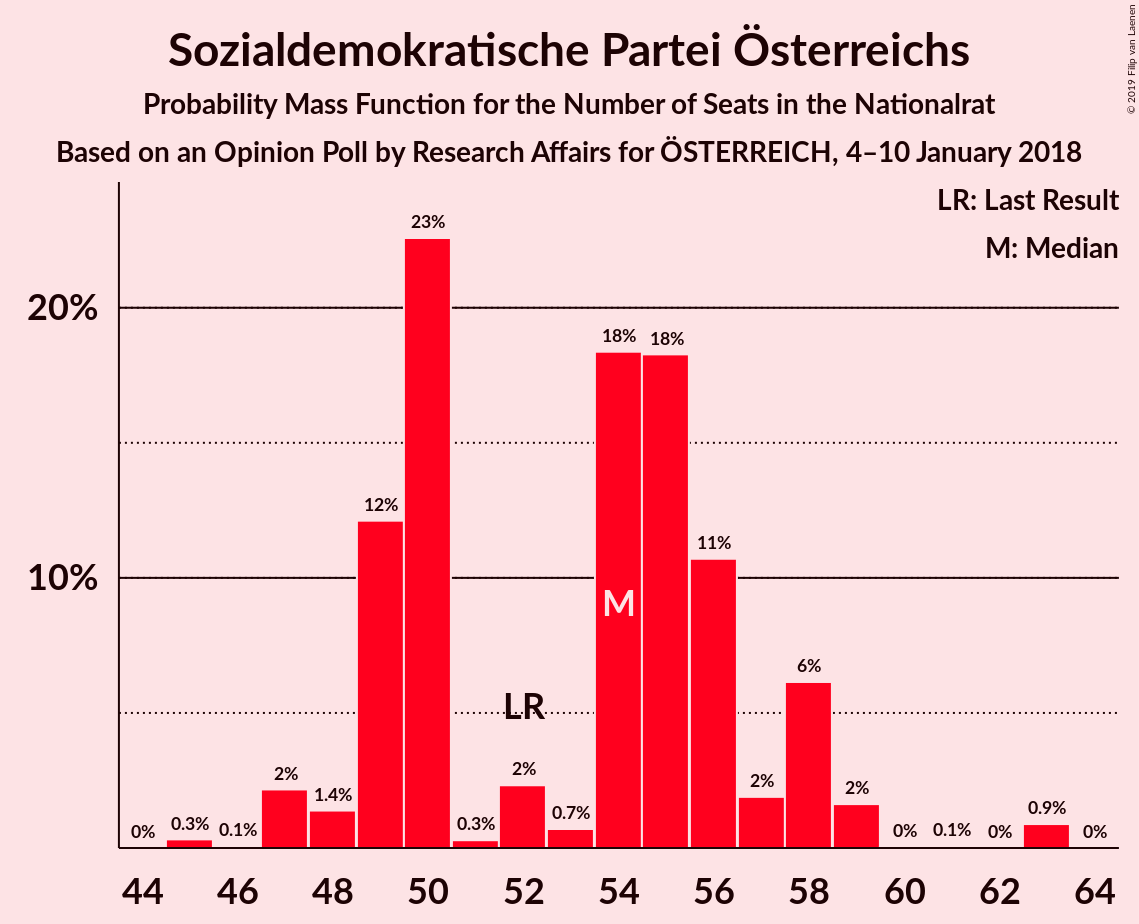 Sozialdemokratische Partei Österreichs
Probability Mass Function for the Number of Seats in the Nationalrat
Based on an Opinion Poll by Research Affairs for ÖSTERREICH, 4–10 January 2018
© 2019 Filip van Laenen
LR: Last Result
M: Median
20%
10%
0%
0.3%
0.1%
2%
1.4%
12%
23%
0.3%
2%
0.7%
18%
18%
11%
2%
6%
2%
0%
0.1%
0%
0.9%
0%
LR
M
44 46 48 50 52 54 56 58 60 62 64